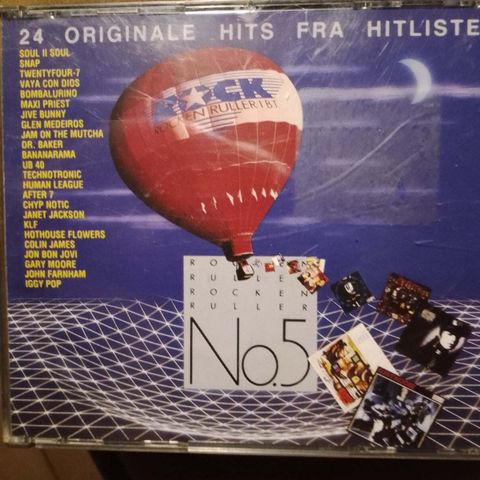 24 ORIGINALE HITS FRA HITLISTE
SOUL II SOUL
SNAP
TWENTYFOUR-7
VAYA CON DIOS
BOMBALURINO
MAXI PRIEST
JIVE BUNNY
GLEN MEDEIROS
JAM ON THE MUTCHA
DR. BAKER
BANANARAMA
UB 40
TECHNOTRONIC
HUMAN LEAGUE
AFTER 7
CHYP NOTIC
JANET JACKSON
KLF
HOTHOUSE FLOWERS
COLIN JAMES
JON BON JOVI
GARY MOORE
JOHN FARNHAM
IGGY POP
ROCK
ROCKEN RULLER I BT
ROCKEN
RULLE
ROCKEN
RULLER
No.5